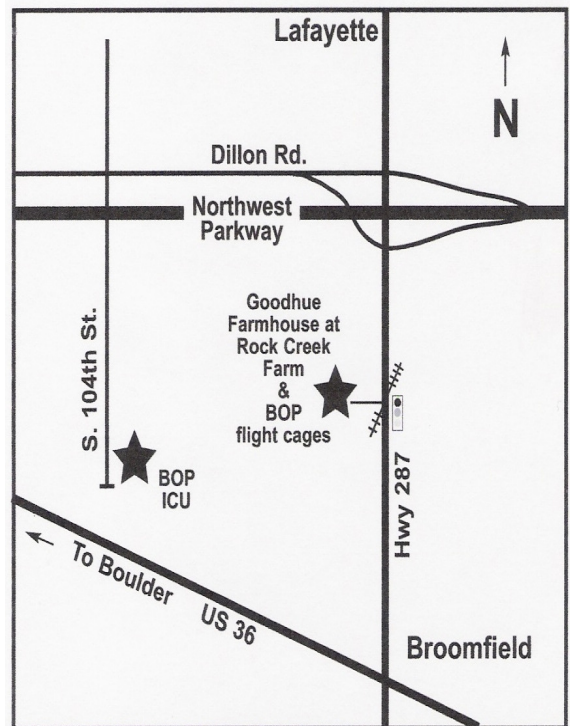 Lafayette
N
Dillon Rd.
Northwest
Parkway
Goodhue
Farmhouse at
Rock Creek
Farm
&
BOP
flight cages
S. 104th St.
BOP
ICU
Hwy 287
To Boulder
US 36
Broomfield